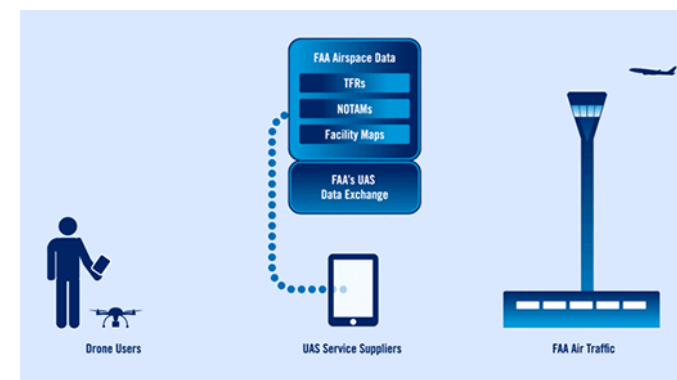 FAA Airspace Data
TFRs
NOTAMs
Facility Maps
FAA's UAS
Data Exchange
Drone Users
UAS Service Suppliers
FAA Air Traffic